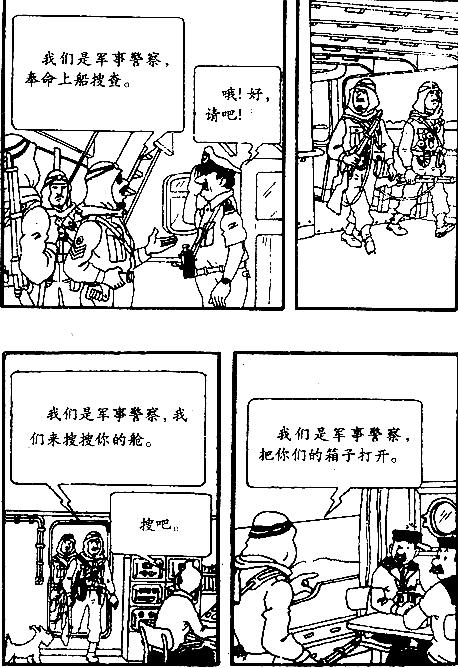 我们是军事警察，
奉命上船搜查。
哦！好，
请吧！
我们是军事警察，我
们来搜搜你的舱。
搜吧。
我们是军事警察，
把你们的箱子打开。